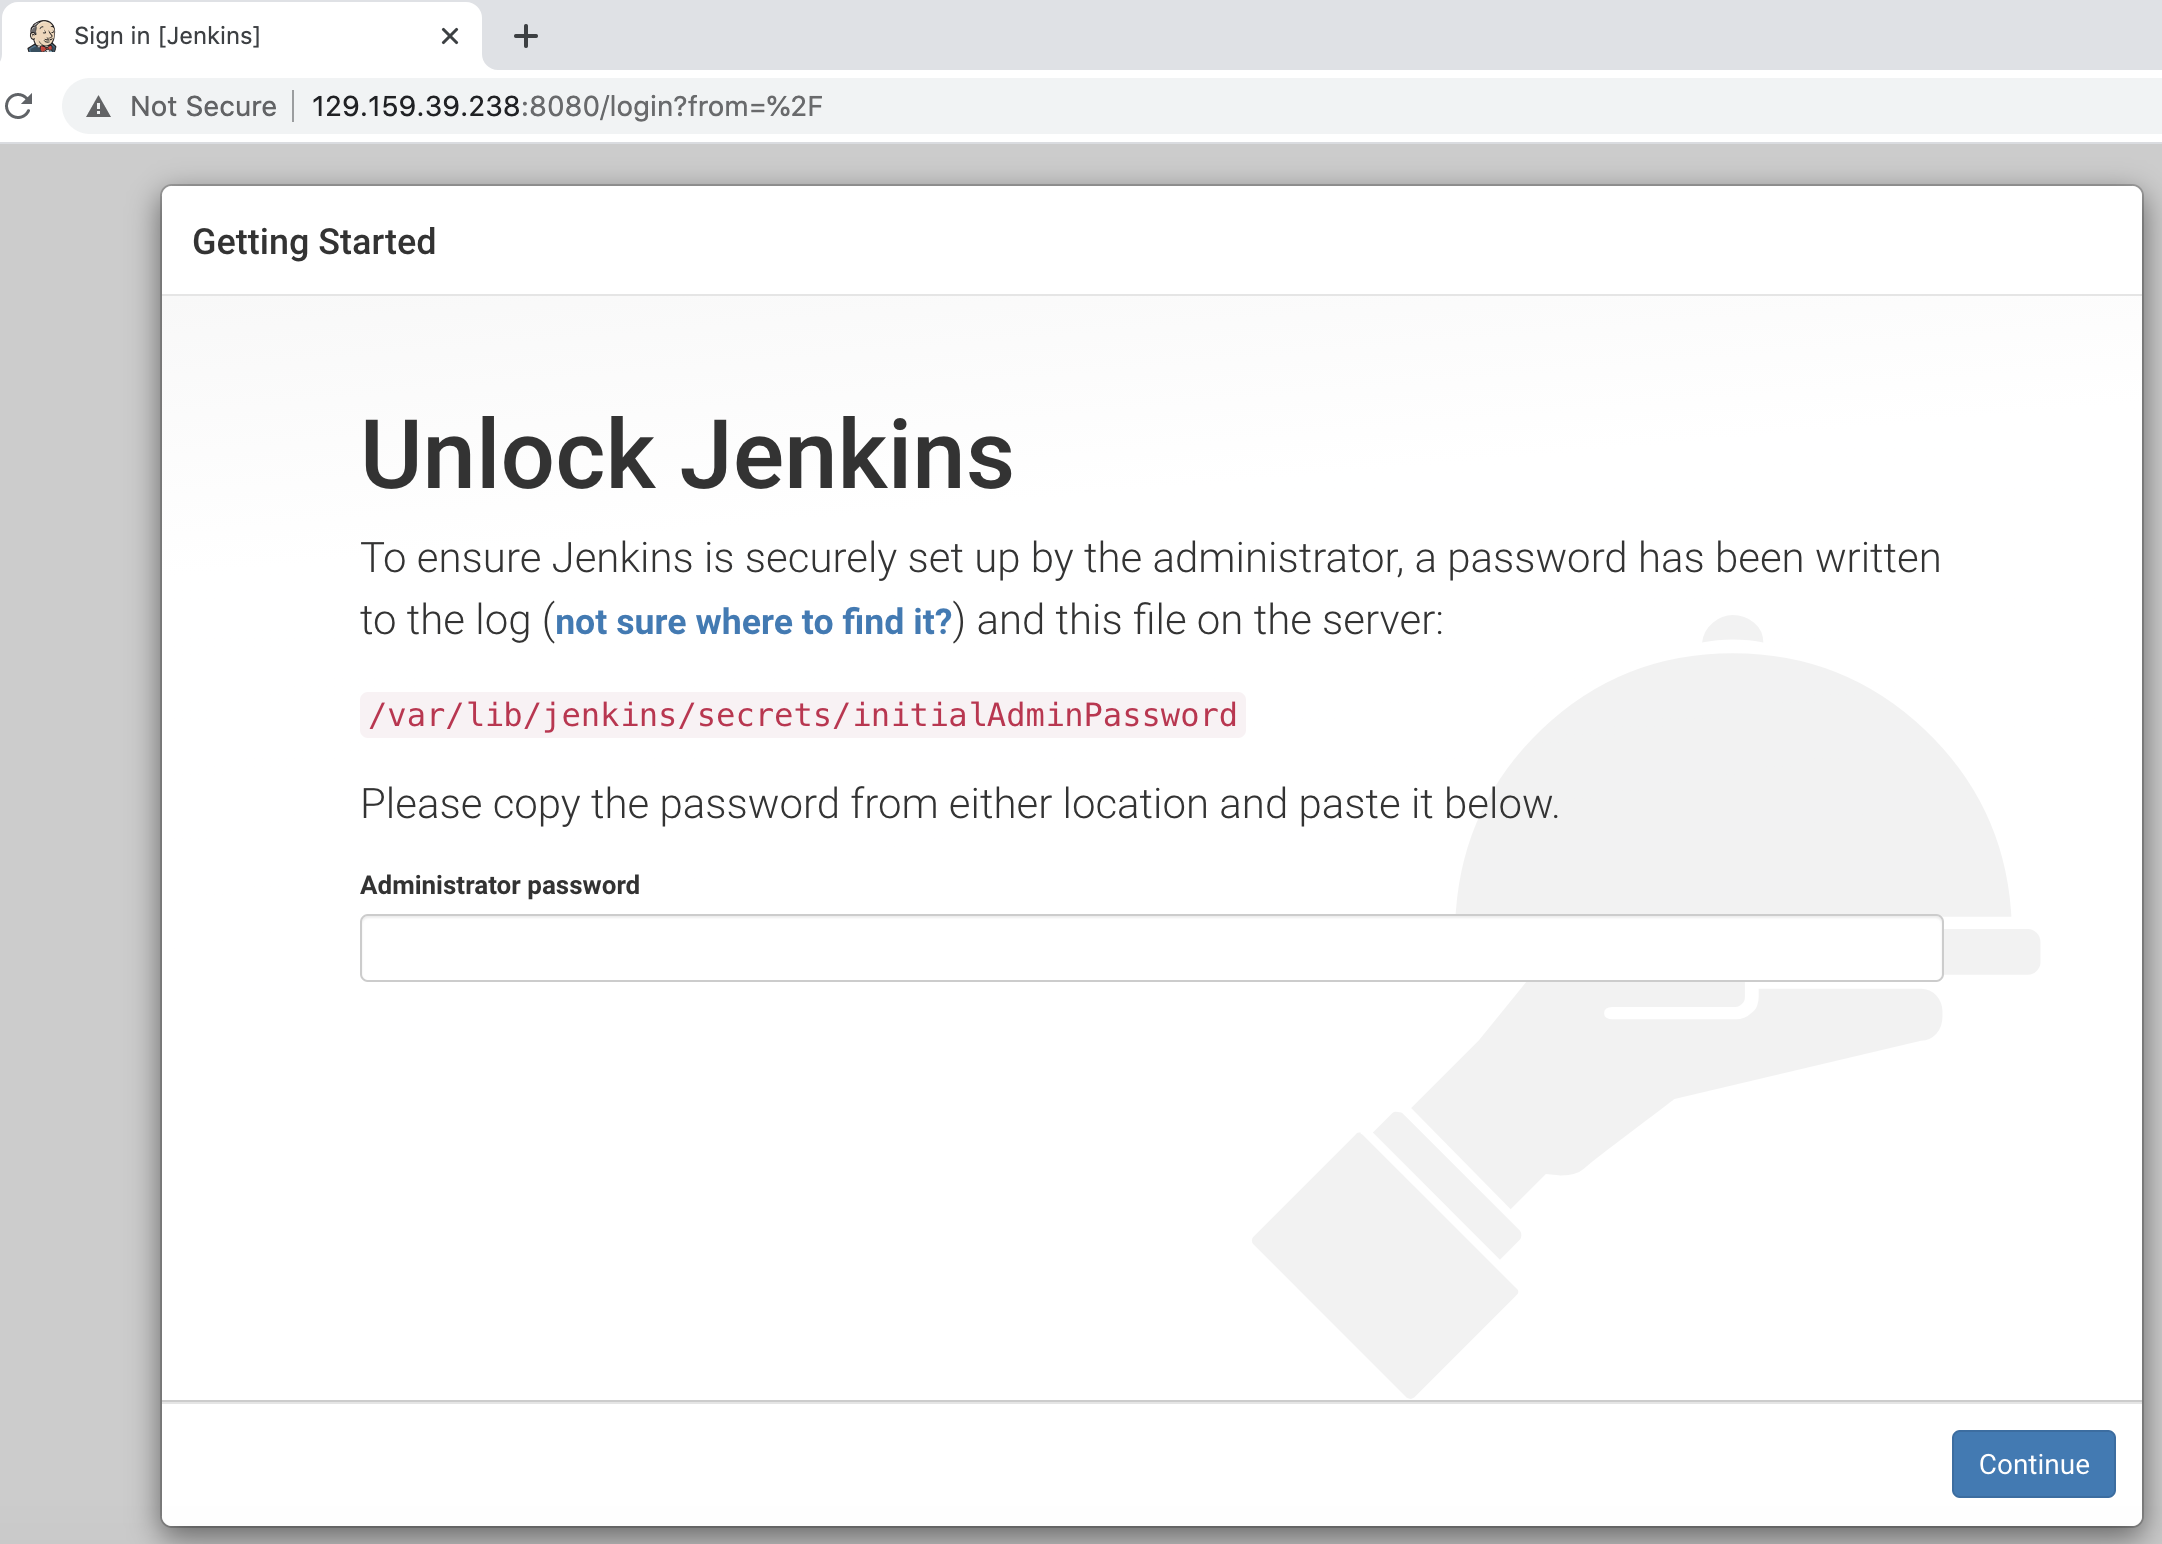 Sign in [Jenkins]
Not Secure
129.159.39.238:8080/login?from=%2F
Getting Started
Unlock Jenkins
To ensure Jenkins is securely set up by the administrator, a password has been written
to the log (not sure where to find it?) and this file on the server:
/var/lib/jenkins/secrets/initialAdminPassword
Please copy the password from either location and paste it below.
Administrator password
Continue